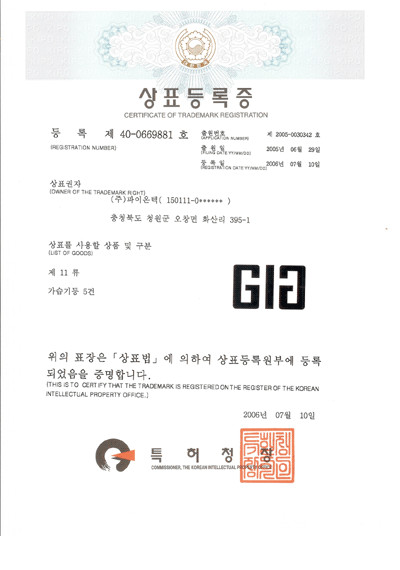 상표등록증
CERTIFICATE OF TRADEMARK REGISTRATION
등 록 제 40-0669881 호
(REGISTRATION NUMBER)
출원번호 제 2005-0030342 호
(APPLICATION NUMBER)
출 원 일 2005년 06월 29일
(FILING DATE:YY/MM/DD)
등 록 일 2006년 07월 10일
(REGISTRATION DATE:YY/MM/DD)
상표권자
(OWNER OF THE TRADEMARK RIGHT)
(주)파이온텍( 150111-0****** )
충청북도 청원군 오창면 화산리 395-1
상표를 사용할 상품 및 구분
(LIST OF GOODS)
제 11 류
가습기등 5건
GIG
위의 표장은「상표법」에 의하여 상표등록원부에 등록
되었음을 증명합니다.
(THIS IS TO CERTIFY THAT THE TRADEMARK IS REGISTERED ON THE REGISTER OF THE KOREAN
INTELLECTUAL PROPERTY OFFICE.)
2006년 07월 10일
특허청장
COMMISSIONER, THE KOREAN INTELLECTUAL PROPERTY OFFICE